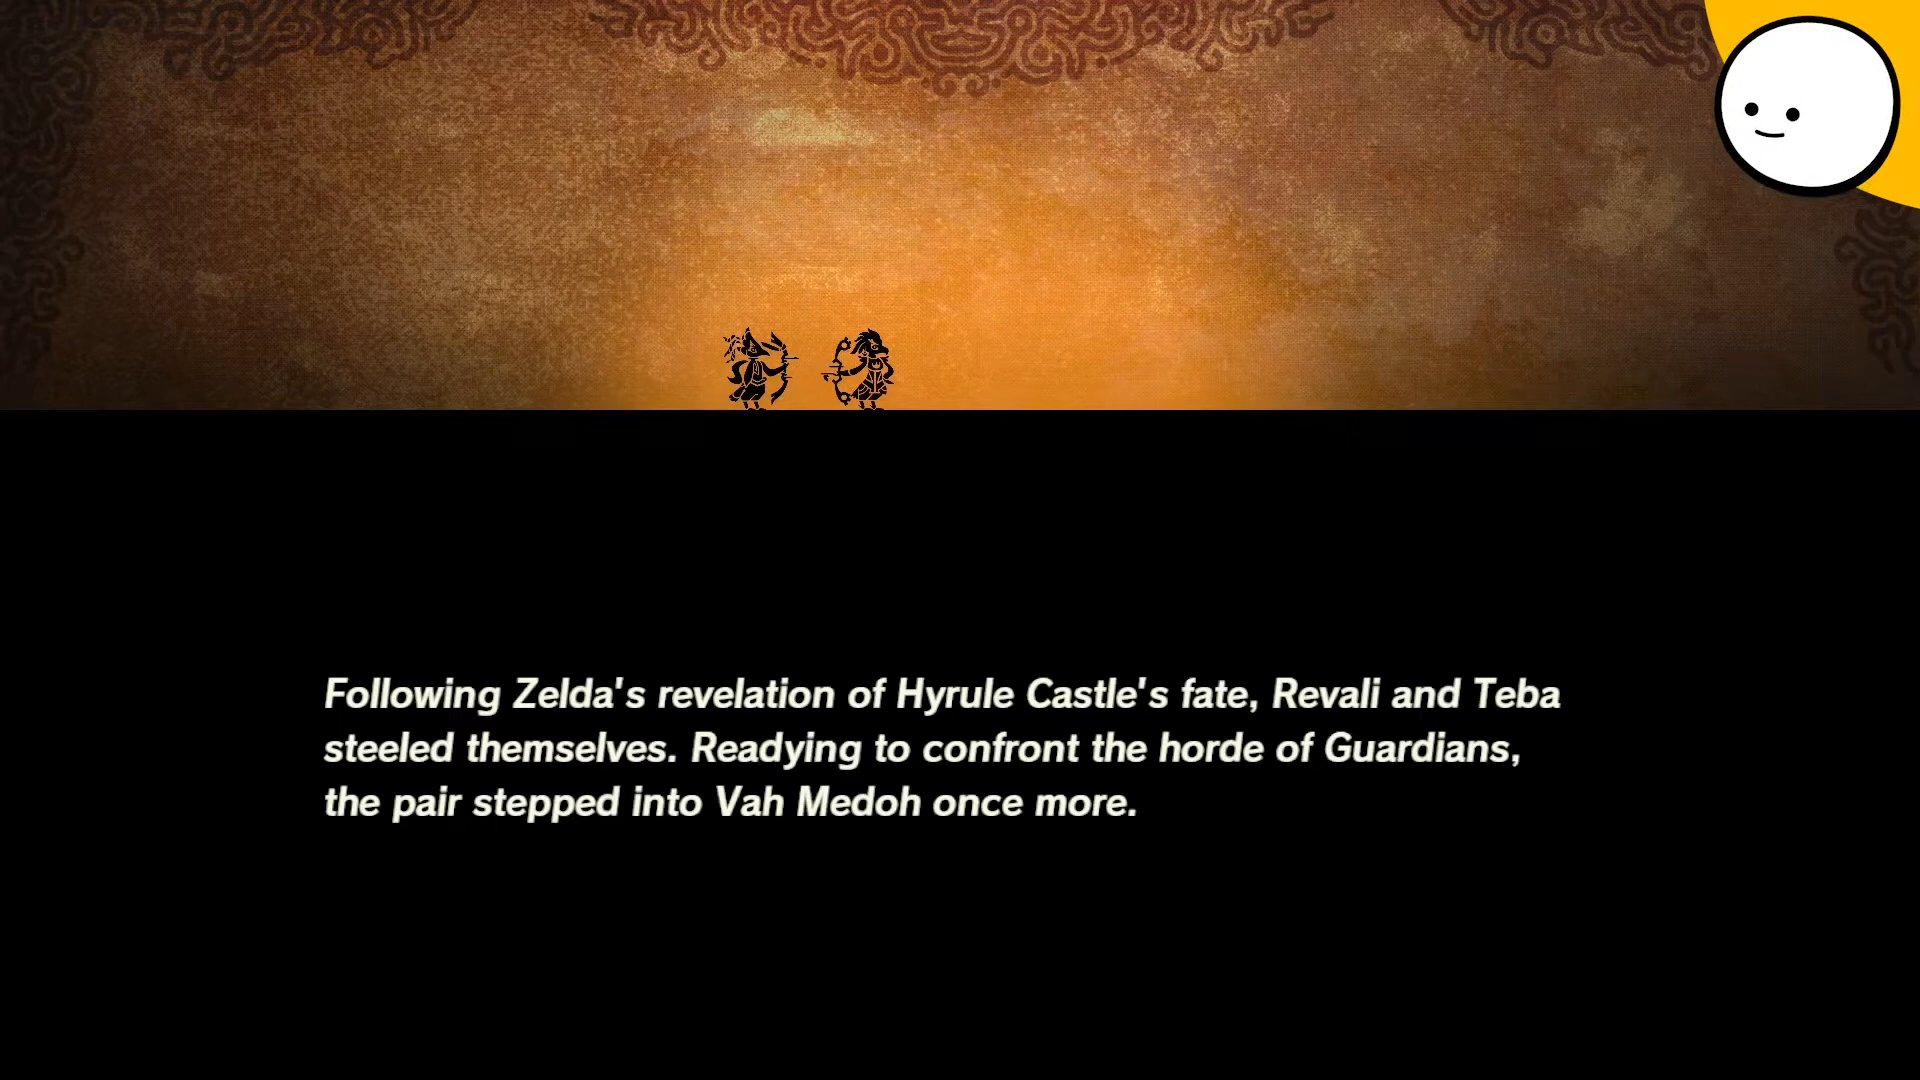 Following Zelda's revelation of Hyrule Castle's fate, Revali and Teba
steeled themselves. Readying to confront the horde of Guardians,
the pair stepped into Vah Medoh once more.